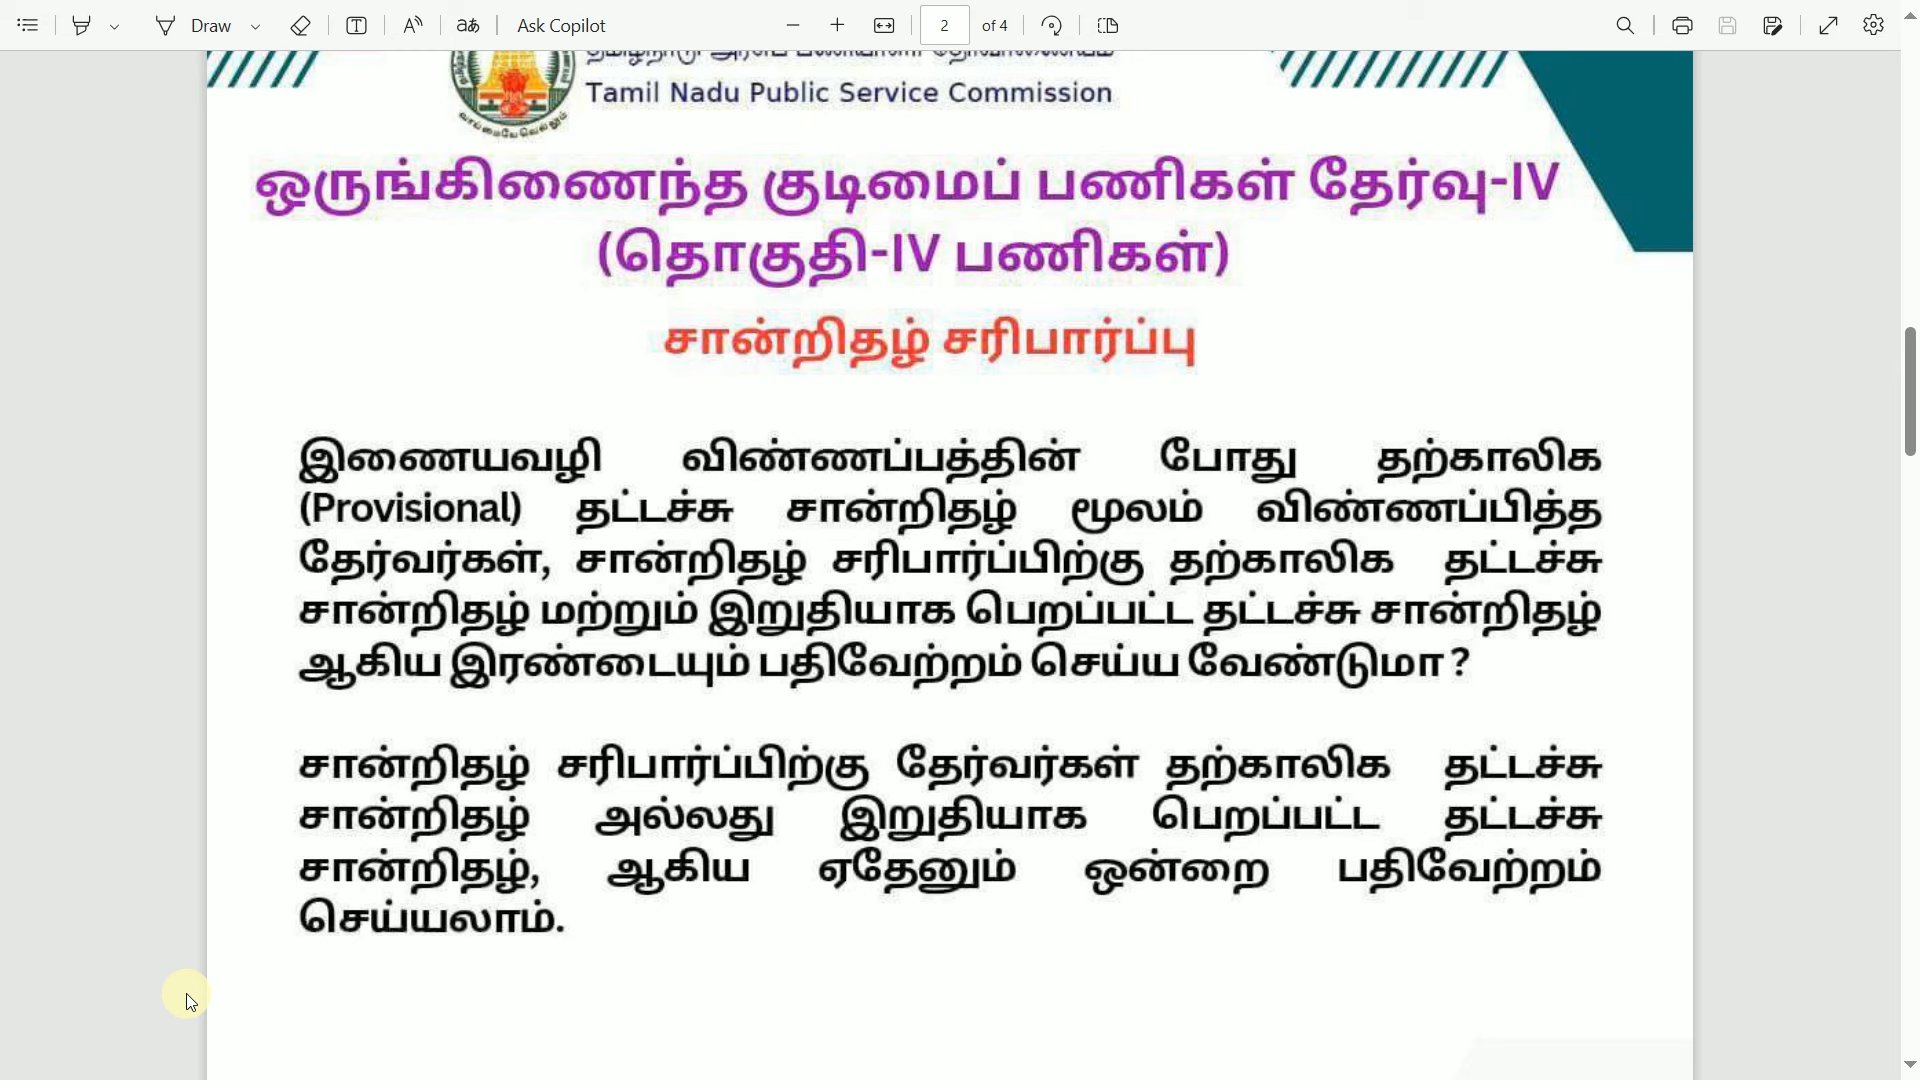 Draw
Ask Copilot
2 of 4
Tamil Nadu Public Service Commission
வாய்மையே வெல்லும்
ஒருங்கிணைந்த குடிமைப் பணிகள் தேர்வு-IV
(தொகுதி-IV பணிகள்)
சான்றிதழ் சரிபார்ப்பு
இணையவழி விண்ணப்பத்தின் போது தற்காலிக
(Provisional) தட்டச்சு சான்றிதழ் மூலம் விண்ணப்பித்த
தேர்வர்கள், சான்றிதழ் சரிபார்ப்பிற்கு தற்காலிக தட்டச்சு
சான்றிதழ் மற்றும் இறுதியாக பெறப்பட்ட தட்டச்சு சான்றிதழ்
ஆகிய இரண்டையும் பதிவேற்றம் செய்ய வேண்டுமா ?
சான்றிதழ் சரிபார்ப்பிற்கு தேர்வர்கள் தற்காலிக தட்டச்சு
சான்றிதழ் அல்லது இறுதியாக பெறப்பட்ட தட்டச்சு
சான்றிதழ், ஆகிய ஏதேனும் ஒன்றை பதிவேற்றம்
செய்யலாம்.